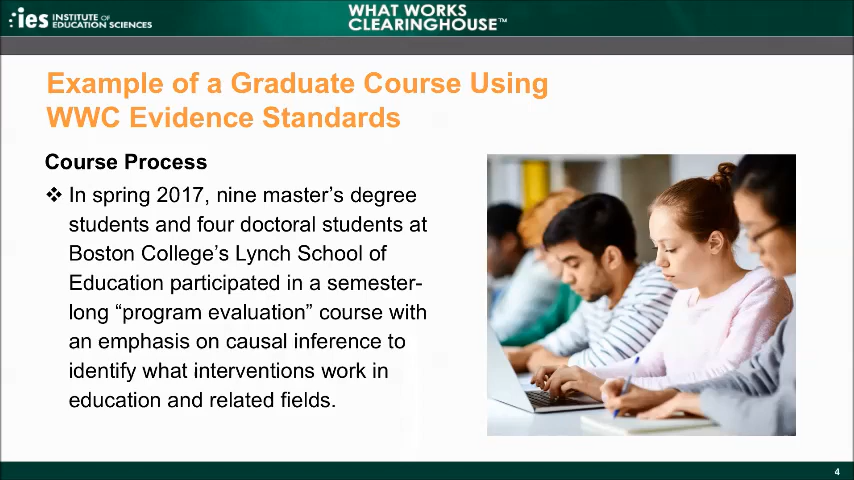 ies INSTITUTE OF
EDUCATION SCIENCES
WHAT WORKS
CLEARINGHOUSE™
Example of a Graduate Course Using
WWC Evidence Standards
Course Process
❖ In spring 2017, nine master’s degree
students and four doctoral students at
Boston College’s Lynch School of
Education participated in a semester-
long “program evaluation” course with
an emphasis on causal inference to
identify what interventions work in
education and related fields.
4